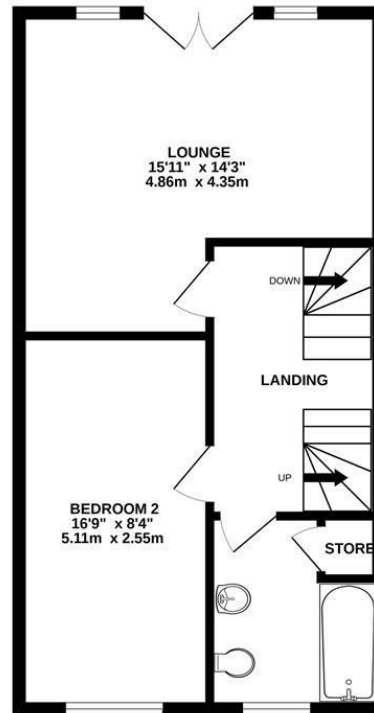 LOUNGE
15'11" x 14'3"
4.86m x 4.35m
DOWN
LANDING
UP
BEDROOM 2
16'9" x 8'4"
5.11m x 2.55m
STORE